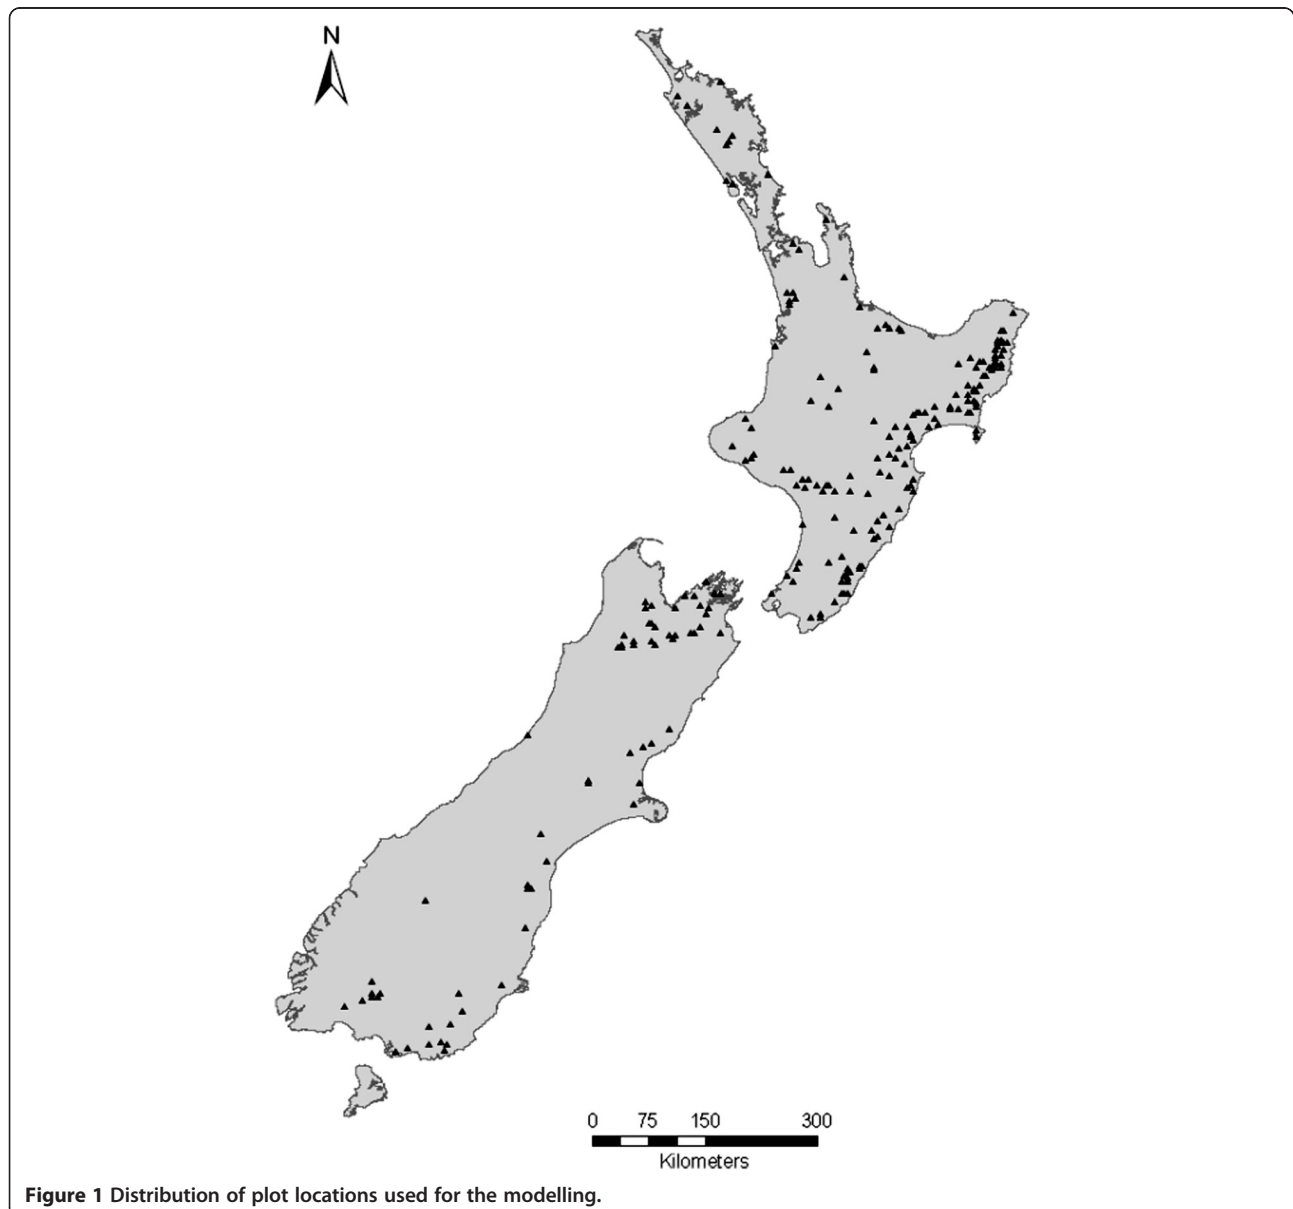 N
0 75 150 300
Kilometers
Figure 1 Distribution of plot locations used for the modelling.